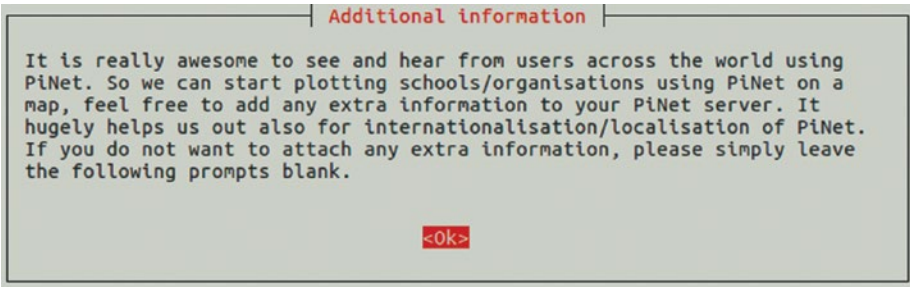 Additional information
It is really awesome to see and hear from users across the world using
PiNet. So we can start plotting schools/organisations using PiNet on a
map, feel free to add any extra information to your PiNet server. It
hugely helps us out also for internationalisation/localisation of PiNet.
If you do not want to attach any extra information, please simply leave
the following prompts blank.
<Ok>